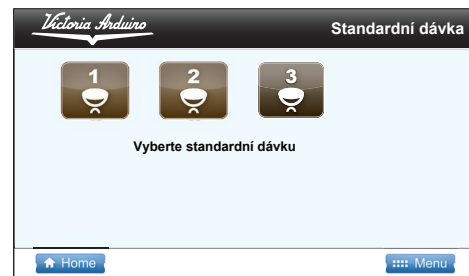 Victoria Arduino
Standardní dávka
1 2 3
Vyberte standardní dávku
Home Menu